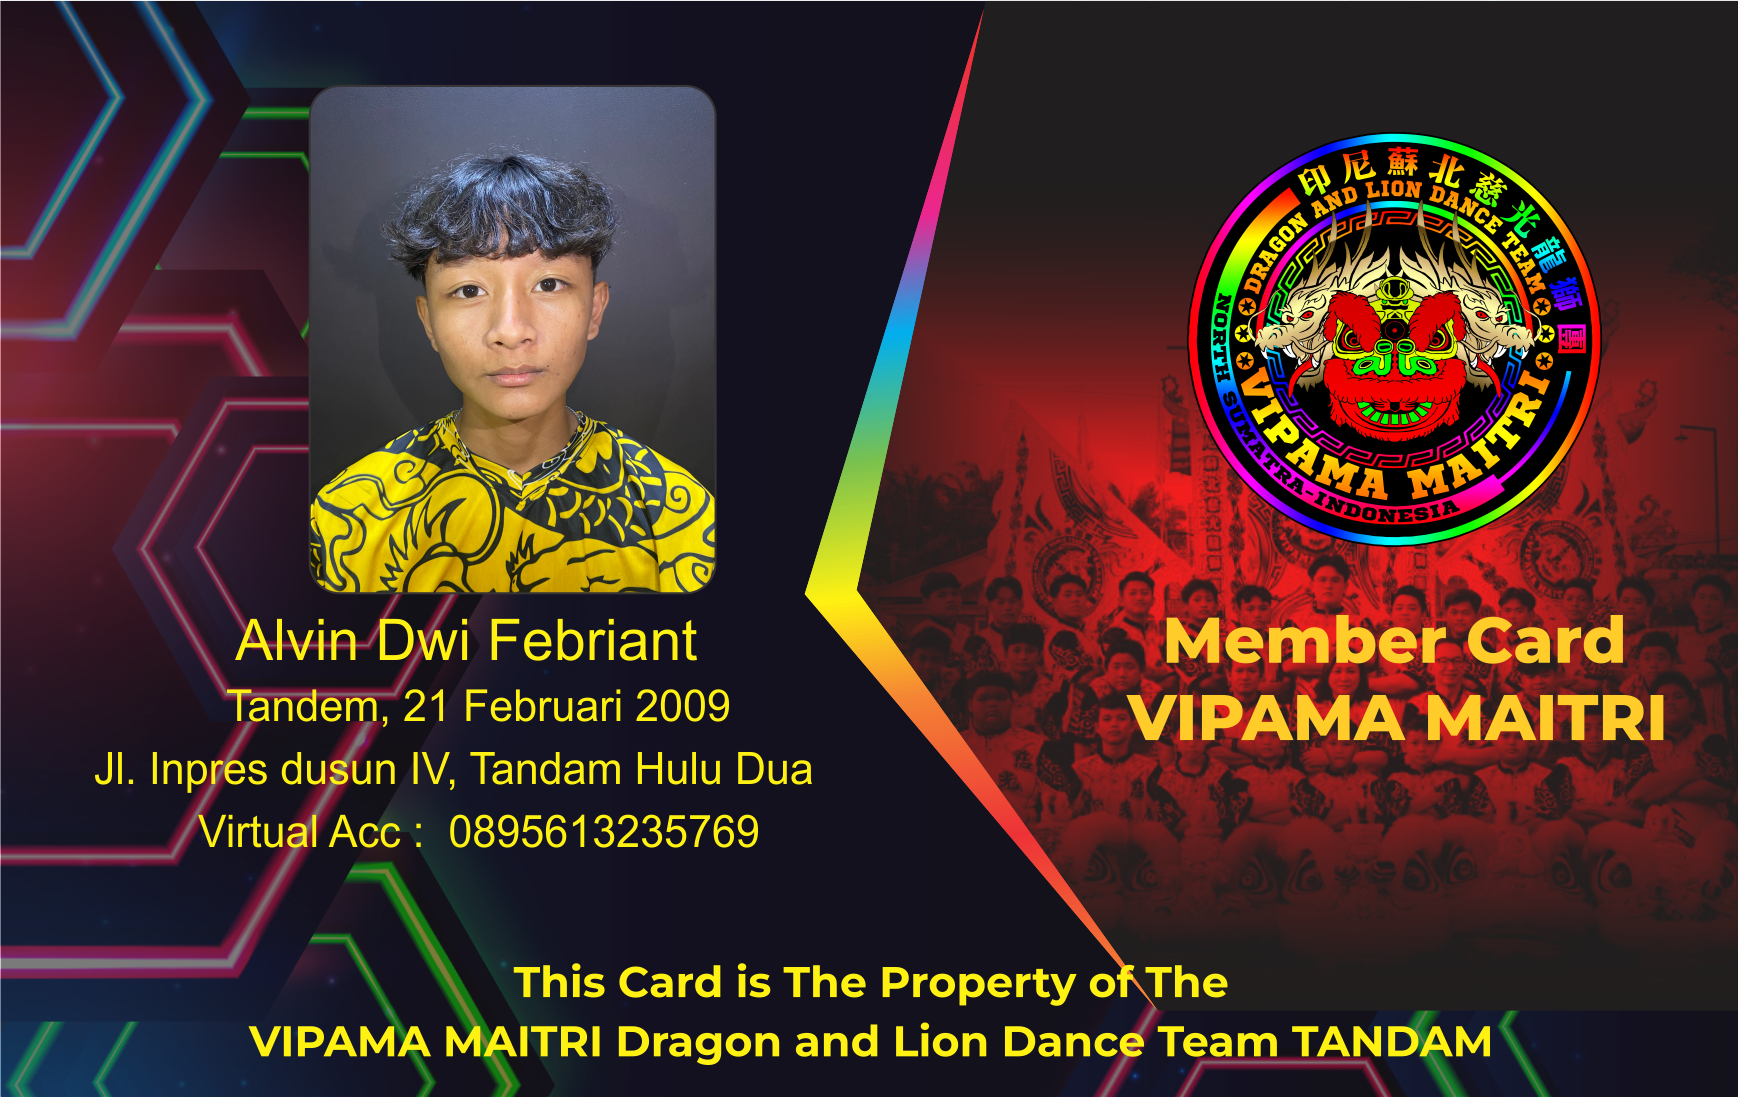 Alvin Dwi Febriant
Tandem, 21 Februari 2009
Jl. Inpres dusun IV, Tandam Hulu Dua
Virtual Acc : 0895613235769
印尼蘇北慈光龍獅團
DRAGON AND LION DANCE TEAM
VIPAMA MAITRI
NORTH SUMATRA-INDONESIA
Member Card
VIPAMA MAITRI
This Card is The Property of The
VIPAMA MAITRI Dragon and Lion Dance Team TANDAM